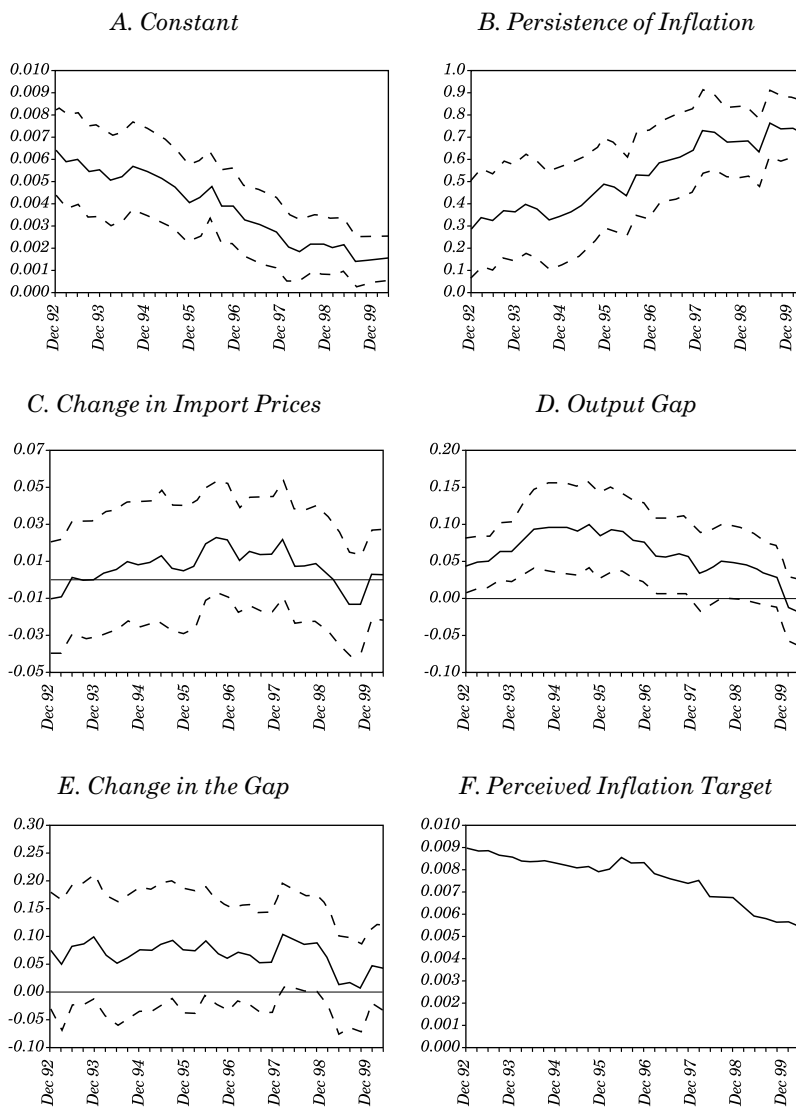 A. Constant
0.010
0.009
0.008
0.007
0.006
0.005
0.004
0.003
0.002
0.001
0.000
Dec 92
Dec 93
Dec 94
Dec 95
Dec 96
Dec 97
Dec 98
Dec 99
B. Persistence of Inflation
1.0
0.9
0.8
0.7
0.6
0.5
0.4
0.3
0.2
0.1
0.0
Dec 92
Dec 93
Dec 94
Dec 95
Dec 96
Dec 97
Dec 98
Dec 99
C. Change in Import Prices
0.07
0.05
0.03
0.01
-0.01
-0.03
-0.05
Dec 92
Dec 93
Dec 94
Dec 95
Dec 96
Dec 97
Dec 98
Dec 99
D. Output Gap
0.20
0.15
0.10
0.05
0.00
-0.05
-0.10
Dec 92
Dec 93
Dec 94
Dec 95
Dec 96
Dec 97
Dec 98
Dec 99
E. Change in the Gap
0.30
0.25
0.20
0.15
0.10
0.05
0.00
-0.05
-0.10
Dec 92
Dec 93
Dec 94
Dec 95
Dec 96
Dec 97
Dec 98
Dec 99
F. Perceived Inflation Target
0.010
0.009
0.008
0.007
0.006
0.005
0.004
0.003
0.002
0.001
0.000
Dec 92
Dec 93
Dec 94
Dec 95
Dec 96
Dec 97
Dec 98
Dec 99